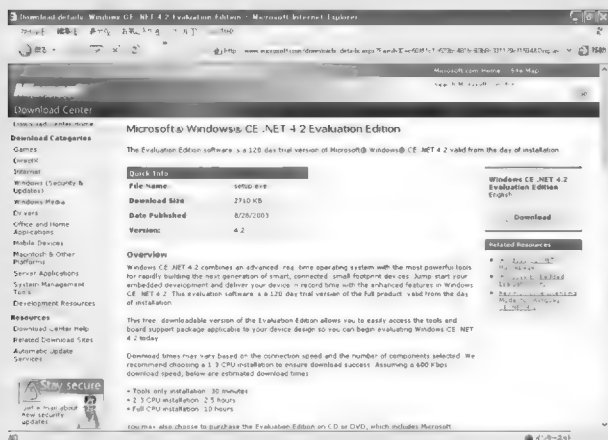 Download details: Windows CE .NET 4.2 Evaluation Edition - Microsoft Internet Explorer
Microsoft.com Home Site Map
Download Center
Download Center Home
Download Categories
Games
DirectX
Internet
Windows (Security & Updates)
Windows Media
Drivers
Office and Home Applications
Mobile Devices
Macintosh & Other Platforms
Server Applications
System Management Tools
Development Resources
Resources
Download Center Help
Related Download Sites
Automatic Update Services
Stay secure
Get e-mail about new security updates
Microsoft® Windows® CE .NET 4.2 Evaluation Edition
The Evaluation Edition software is a 120 day trial version of Microsoft® Windows® CE .NET 4.2 valid from the day of installation
Quick Info
File Name: setup.exe
Download Size 2710 KB
Date Published 8/28/2003
Version: 4.2
Overview
Windows CE .NET 4.2 combines an advanced real time operating system with the most powerful tools
for rapidly building the next generation of smart, connected small footprint devices. Jump start your
embedded development and deliver your device in record time with the enhanced features in Windows
CE .NET 4.2. This evaluation software is a 120 day trial version of the full product valid from the day
of installation
This free downloadable version of the Evaluation Edition allows you to easily access the tools and
board support package applicable to your device design so you can begin evaluating Windows CE .NET
4.2 today
Download times may vary based on the connection speed and the number of components selected. We
recommend choosing a 1-3 CPU installation to ensure download success. Assuming a 600 Kbps
download speed, below are estimated download times
• Tools only installation 30 minutes
• 2-3 CPU installation 2.5 hours
• Full CPU installation 10 hours
You may also choose to purchase the Evaluation Edition on CD or DVD, which includes Microsoft
Windows CE .NET 4.2
Evaluation Edition
English
Download
Related Resources
インターネット